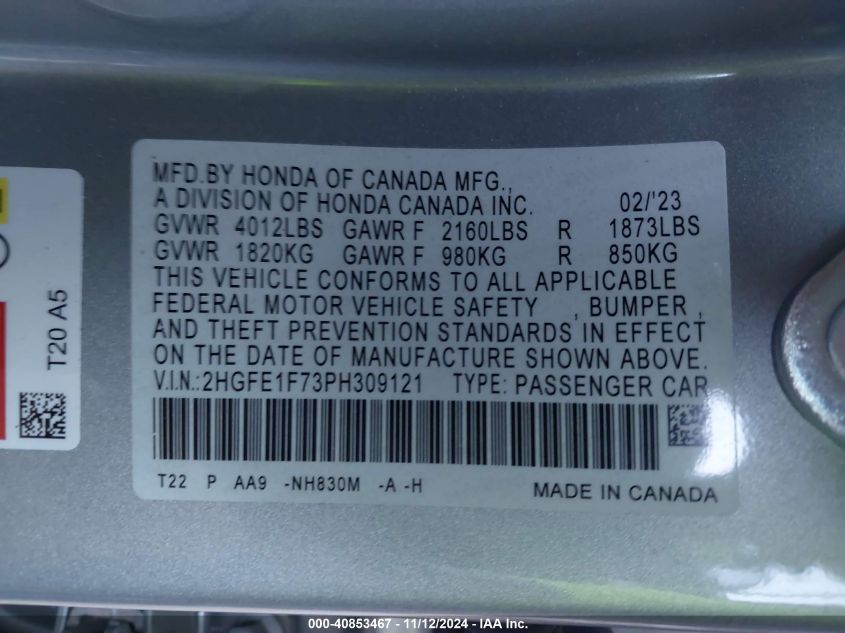 MFD.BY HONDA OF CANADA MFG.,
A DIVISION OF HONDA CANADA INC. 02/'23
GVWR 4012LBS GAWR F 2160LBS R 1873LBS
GVWR 1820KG GAWR F 980KG R 850KG
THIS VEHICLE CONFORMS TO ALL APPLICABLE
FEDERAL MOTOR VEHICLE SAFETY , BUMPER ,
AND THEFT PREVENTION STANDARDS IN EFFECT
ON THE DATE OF MANUFACTURE SHOWN ABOVE.
V.I.N.:2HGFE1F73PH309121 TYPE: PASSENGER CAR
T22 P AA9 -NH830M -A -H MADE IN CANADA
T20 A5
000-40853467 - 11/12/2024 - IAA Inc.